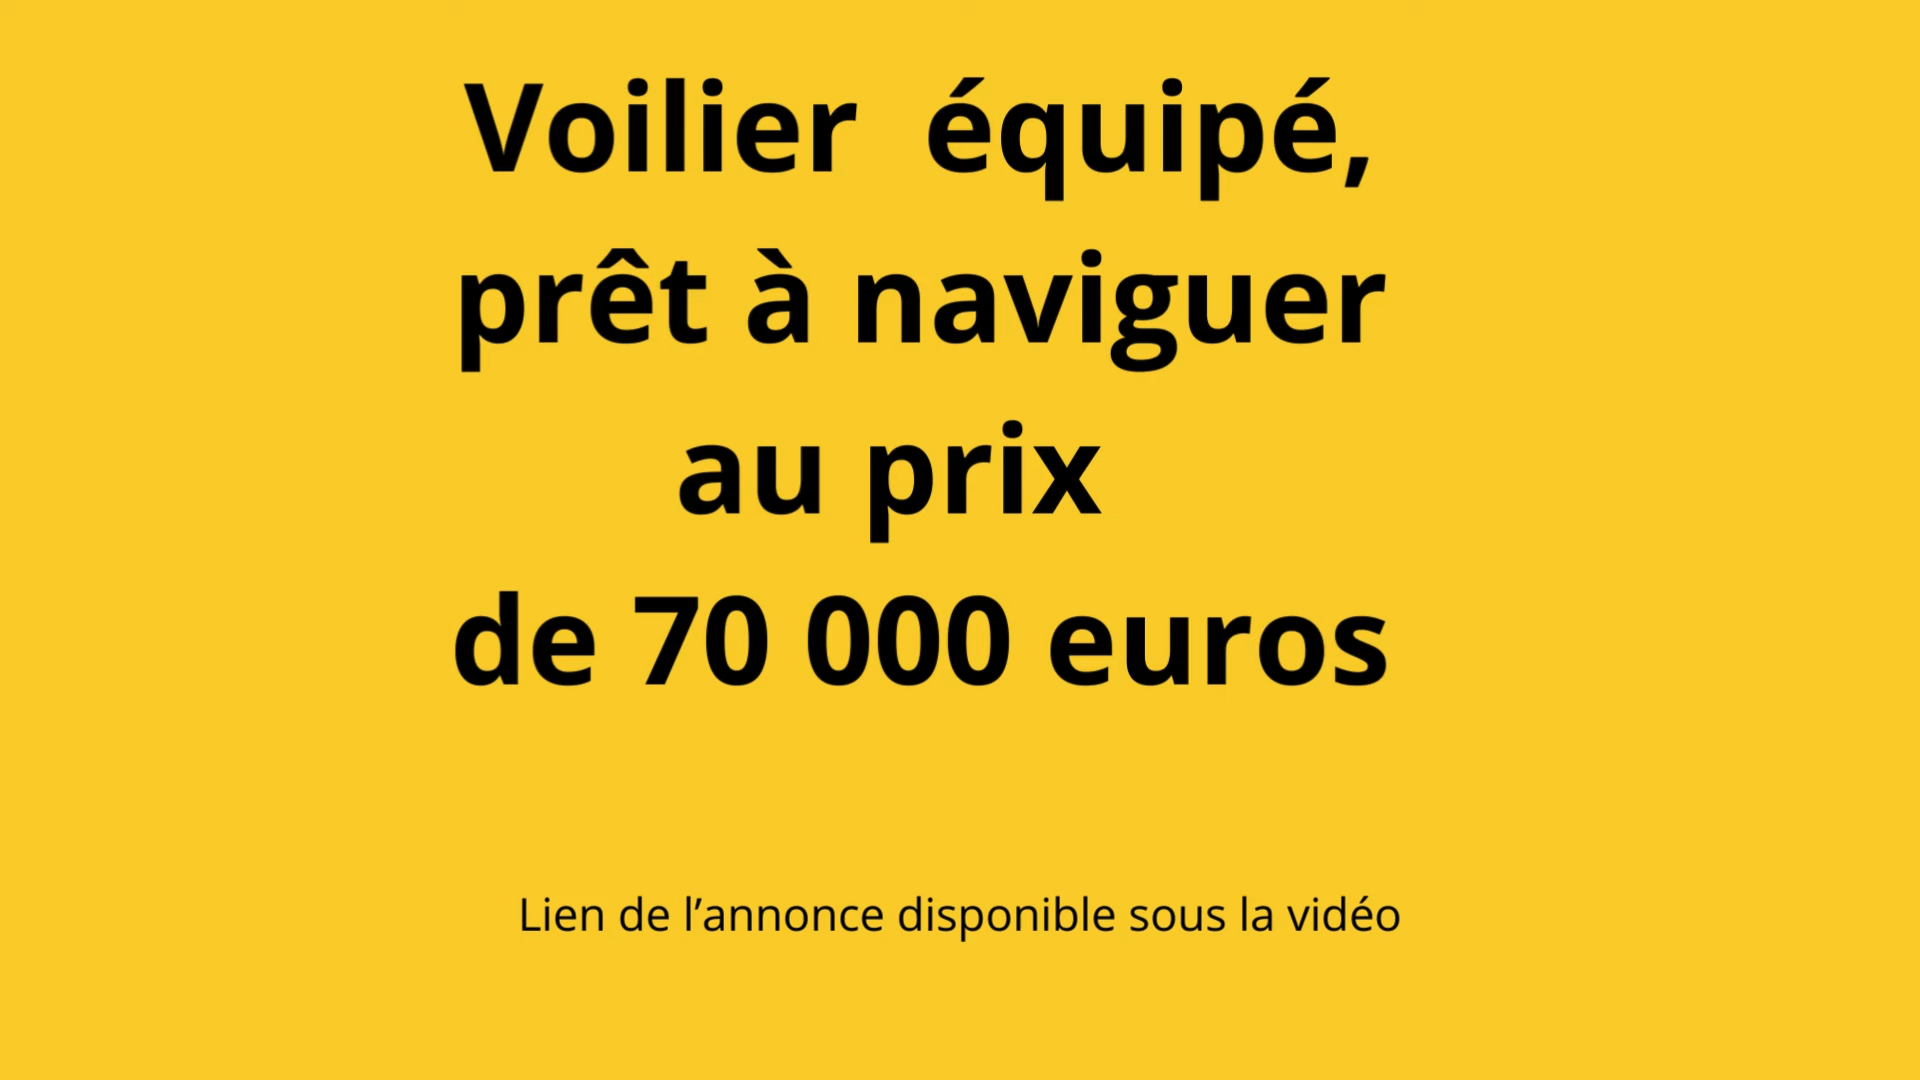 Voilier équipé,
prêt à naviguer
au prix
de 70 000 euros
Lien de l’annonce disponible sous la vidéo